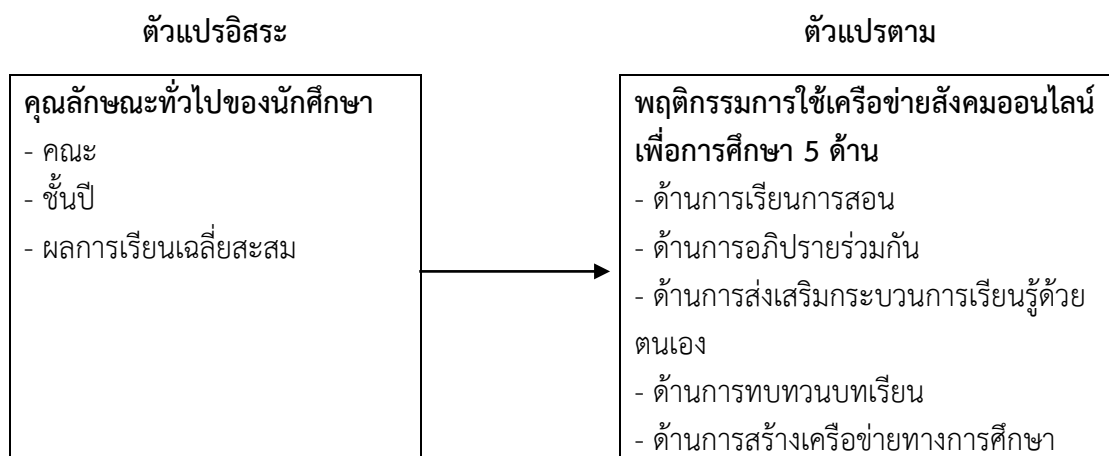 ตัวแปรอิสระ
ตัวแปรตาม
คุณลักษณะทั่วไปของนักศึกษา
- คณะ
- ชั้นปี
- ผลการเรียนเฉลี่ยสะสม
พฤติกรรมการใช้เครือข่ายสังคมออนไลน์
เพื่อการศึกษา 5 ด้าน
- ด้านการเรียนการสอน
- ด้านการอภิปรายร่วมกัน
- ด้านการส่งเสริมกระบวนการเรียนรู้ด้วย
ตนเอง
- ด้านการทบทวนบทเรียน
- ด้านการสร้างเครือข่ายทางการศึกษา